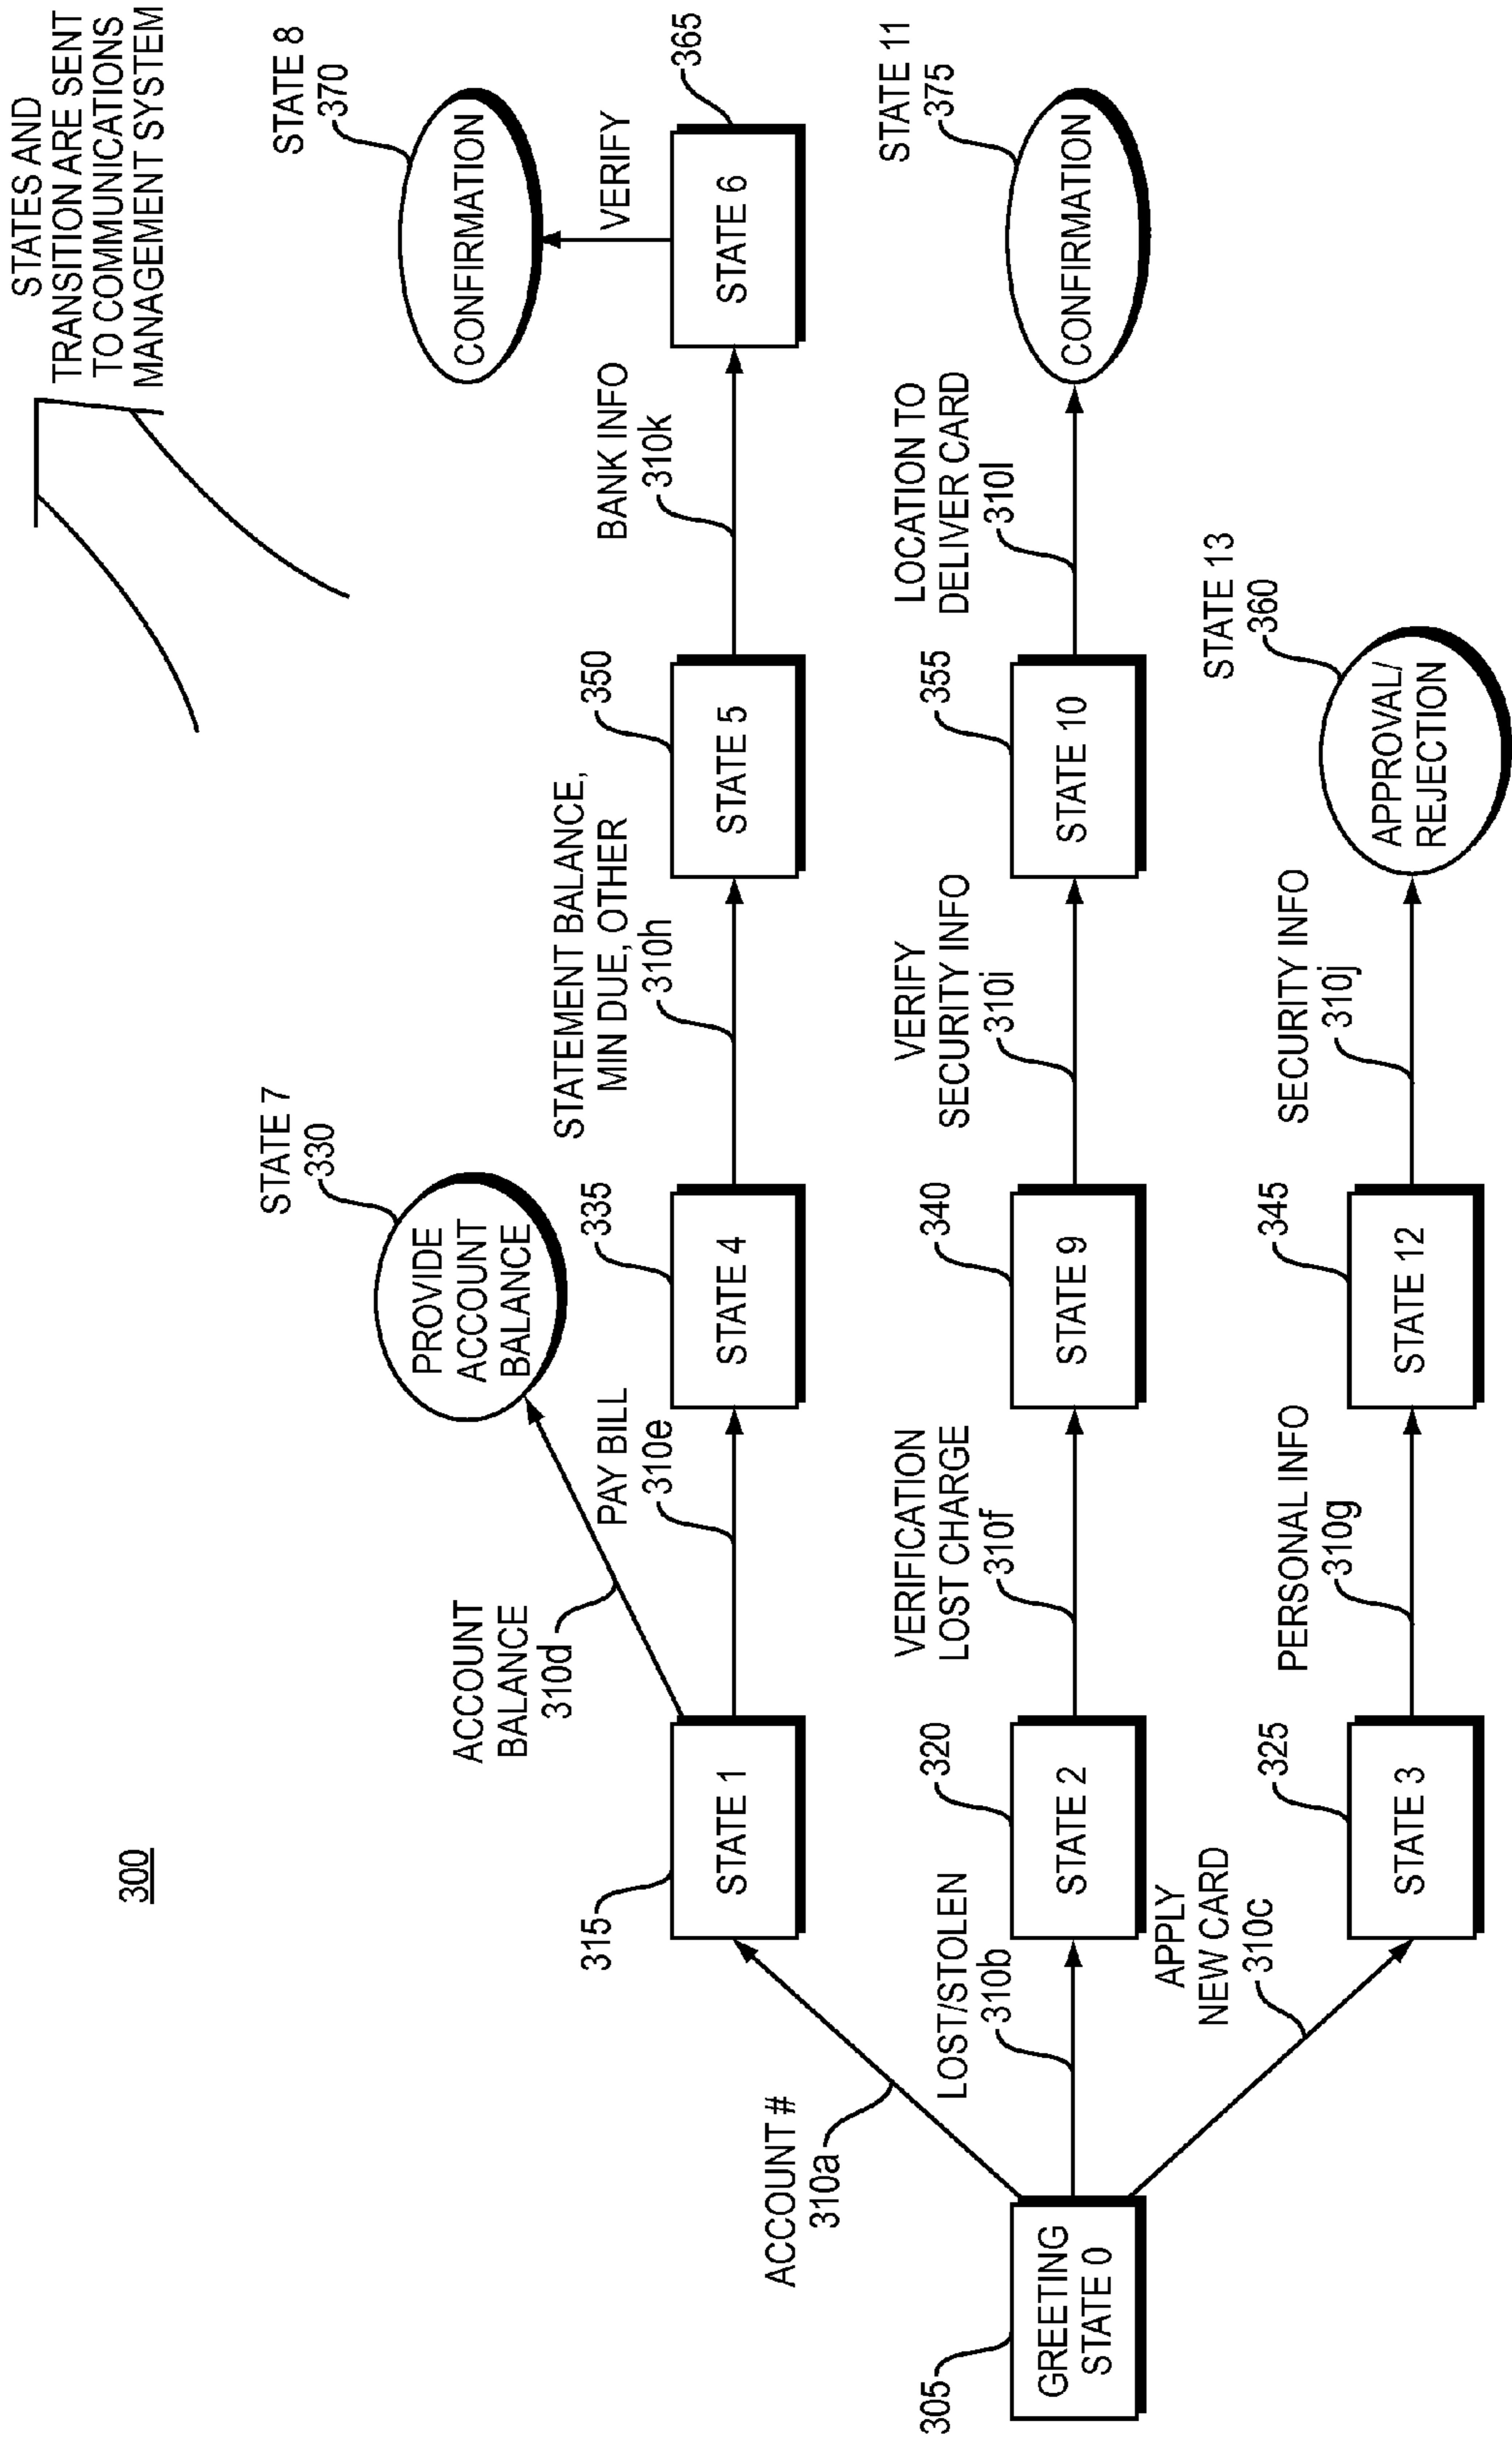 300
STATES AND
TRANSITION ARE SENT
TO COMMUNICATIONS
MANAGEMENT SYSTEM
STATE 7
330
PROVIDE
ACCOUNT
BALANCE
STATE 8
370
CONFIRMATION
VERIFY
ACCOUNT
BALANCE
310d
315
STATE 1
PAY BILL
310e
335
STATE 4
STATEMENT BALANCE,
MIN DUE, OTHER
310h
350
STATE 5
BANK INFO
310k
STATE 6
365
ACCOUNT #
310a
305
GREETING
STATE 0
LOST/STOLEN
310b
320
STATE 2
VERIFICATION
LOST CHARGE
310f
340
STATE 9
VERIFY
SECURITY INFO
310i
355
STATE 10
LOCATION TO
DELIVER CARD
310l
STATE 11
375
CONFIRMATION
APPLY
NEW CARD
310c
325
STATE 3
PERSONAL INFO
310g
345
STATE 12
SECURITY INFO
310j
STATE 13
360
APPROVAL/
REJECTION